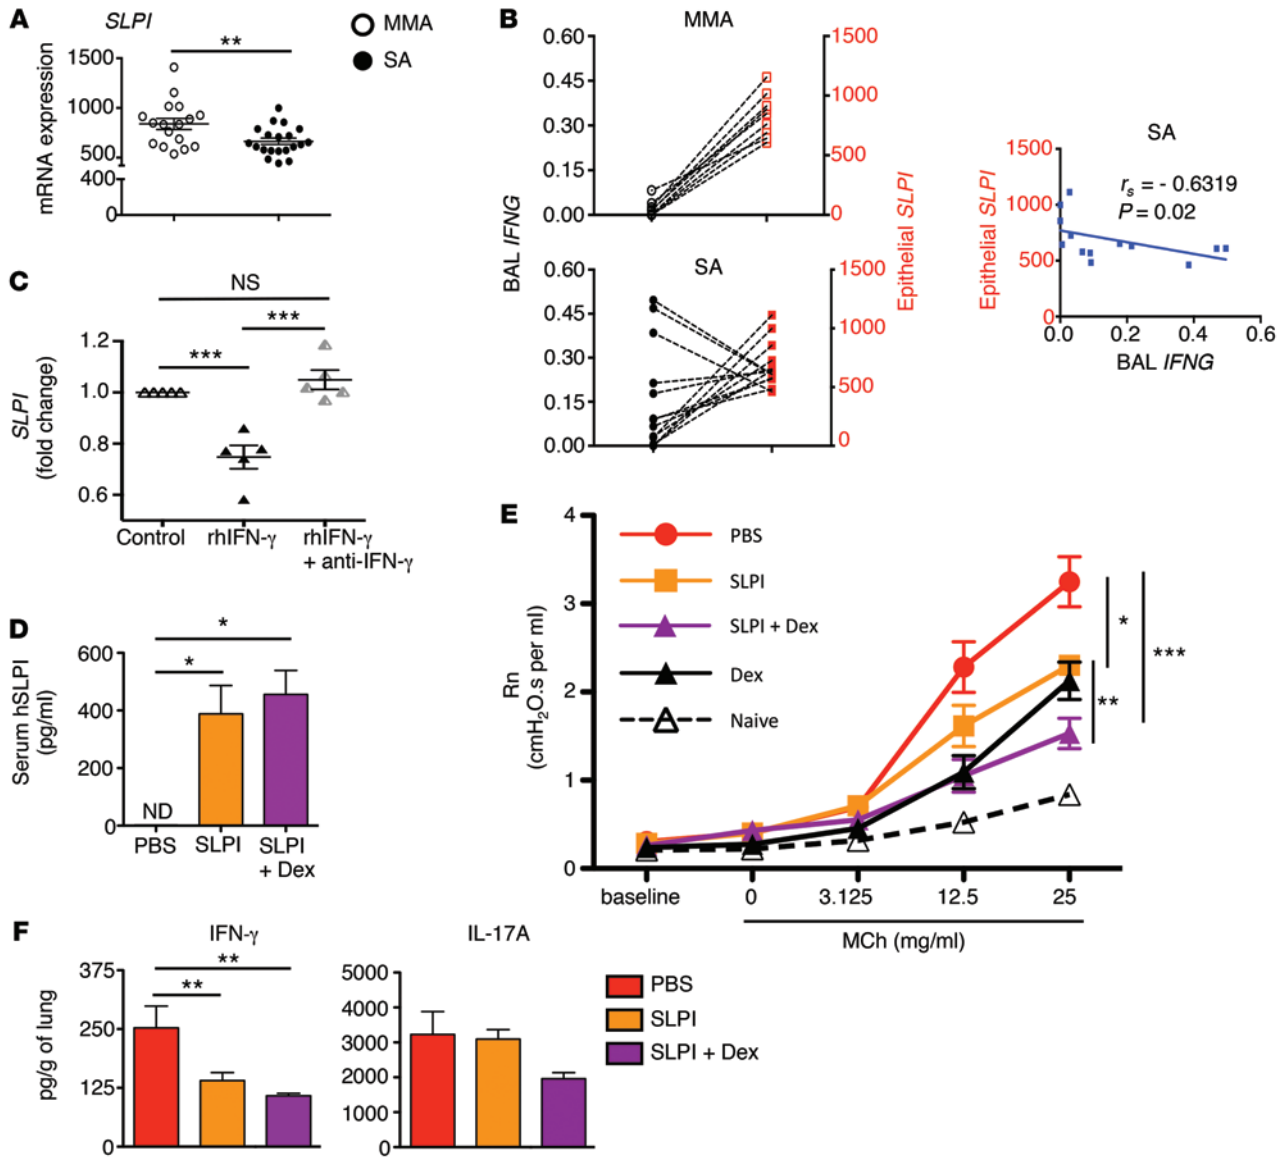 A
SLPI
**
MMA
SA
mRNA expression
1500
1000
500
400
0
B
MMA
0.60
0.45
0.30
0.15
0.00
1500
1000
500
0
SA
0.60
0.45
0.30
0.15
0.00
1500
1000
500
0
BAL IFNG
Epithelial SLPI
SA
1500
1000
500
0
Epithelial SLPI
rs = - 0.6319
P = 0.02
0.0 0.2 0.4 0.6
BAL IFNG
C
NS
***
***
SLPI
(fold change)
1.2
1.0
0.8
0.6
Control rhIFN-γ rhIFN-γ
+ anti-IFN-γ
D
*
*
Serum hSLPI
(pg/ml)
600
400
200
0
ND
PBS SLPI SLPI
+ Dex
E
4
3
2
1
0
Rn
(cmH2O.s per ml)
PBS
SLPI
SLPI + Dex
Dex
Naive
*
***
**
baseline 0 3.125 12.5 25
MCh (mg/ml)
F
IFN-γ
**
**
pg/g of lung
375
250
125
0
IL-17A
5000
4000
3000
2000
1000
0
PBS
SLPI
SLPI + Dex